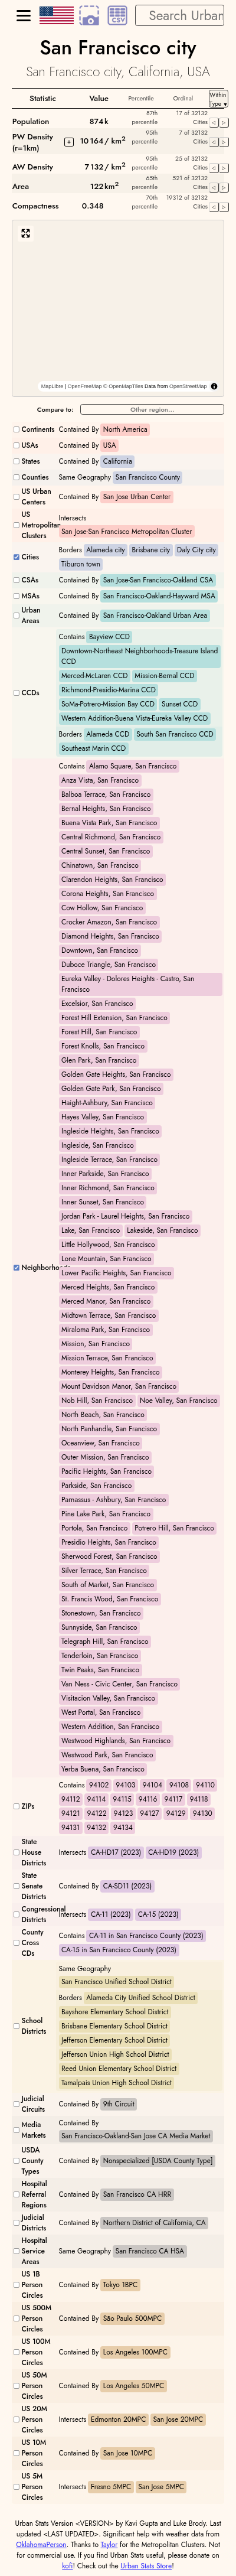 CSV
Search Urban
San Francisco city
San Francisco city, California, USA
Statistic Value Percentile Ordinal Within Type ▼
Population 874k 87th percentile 17 of 32132 Cities ◁ ▷
PW Density (r=1km) + 10 164 / km2 93th percentile 7 of 32132 Cities ◁ ▷
AW Density 7 132 / km2 95th percentile 25 of 32132 Cities ◁ ▷
Area 122 km2 65th percentile 521 of 32132 Cities ◁ ▷
Compactness 0.348 70th percentile 19312 of 32132 Cities ◁ ▷
MapLibre | OpenFreeMap © OpenMapTiles Data from OpenStreetMap
Compare to: Other region...
Continents Contained By North America
USAs Contained By USA
States Contained By California
Counties Same Geography San Francisco County
US Urban Centers Contained By San Jose Urban Center
US Metropolitan Clusters Intersects
San Jose-San Francisco Metropolitan Cluster
Cities Borders Alameda city Brisbane city Daly City city
Tiburon town
CSAs Contained By San Jose-San Francisco-Oakland CSA
MSAs Contained By San Francisco-Oakland-Hayward MSA
Urban Areas Contained By San Francisco-Oakland Urban Area
CCDs
Contains Bayview CCD
Downtown-Northeast Neighborhoods-Treasure Island
CCD
Merced-McLaren CCD Mission-Bernal CCD
Richmond-Presidio-Marina CCD
SoMa-Potrero-Mission Bay CCD Sunset CCD
Western Addition-Buena Vista-Eureka Valley CCD
Borders Alameda CCD South San Francisco CCD
Southeast Marin CCD
Neighborhoods
Contains Alamo Square, San Francisco
Anza Vista, San Francisco
Balboa Terrace, San Francisco
Bernal Heights, San Francisco
Buena Vista Park, San Francisco
Central Richmond, San Francisco
Central Sunset, San Francisco
Chinatown, San Francisco
Clarendon Heights, San Francisco
Corona Heights, San Francisco
Cow Hollow, San Francisco
Crocker Amazon, San Francisco
Diamond Heights, San Francisco
Downtown, San Francisco
Duboce Triangle, San Francisco
Eureka Valley - Dolores Heights - Castro, San
Francisco
Excelsior, San Francisco
Forest Hill Extension, San Francisco
Forest Hill, San Francisco
Forest Knolls, San Francisco
Glen Park, San Francisco
Golden Gate Heights, San Francisco
Golden Gate Park, San Francisco
Haight-Ashbury, San Francisco
Hayes Valley, San Francisco
Ingleside Heights, San Francisco
Ingleside, San Francisco
Ingleside Terrace, San Francisco
Inner Parkside, San Francisco
Inner Richmond, San Francisco
Inner Sunset, San Francisco
Jordan Park - Laurel Heights, San Francisco
Lake, San Francisco Lakeside, San Francisco
Little Hollywood, San Francisco
Lone Mountain, San Francisco
Lower Pacific Heights, San Francisco
Merced Heights, San Francisco
Merced Manor, San Francisco
Midtown Terrace, San Francisco
Miraloma Park, San Francisco
Mission, San Francisco
Mission Terrace, San Francisco
Monterey Heights, San Francisco
Mount Davidson Manor, San Francisco
Nob Hill, San Francisco Noe Valley, San Francisco
North Beach, San Francisco
North Panhandle, San Francisco
Oceanview, San Francisco
Outer Mission, San Francisco
Pacific Heights, San Francisco
Parkside, San Francisco
Parnassus - Ashbury, San Francisco
Pine Lake Park, San Francisco
Portola, San Francisco Potrero Hill, San Francisco
Presidio Heights, San Francisco
Sherwood Forest, San Francisco
Silver Terrace, San Francisco
South of Market, San Francisco
St. Francis Wood, San Francisco
Stonestown, San Francisco
Sunnyside, San Francisco
Telegraph Hill, San Francisco
Tenderloin, San Francisco
Twin Peaks, San Francisco
Van Ness - Civic Center, San Francisco
Visitacion Valley, San Francisco
West Portal, San Francisco
Western Addition, San Francisco
Westwood Highlands, San Francisco
Westwood Park, San Francisco
Yerba Buena, San Francisco
ZIPs
Contains 94102 94103 94104 94108 94110
94112 94114 94115 94116 94117 94118
94121 94122 94123 94127 94129 94130
94131 94132 94134
State House Districts Intersects CA-HD17 (2023) CA-HD19 (2023)
State Senate Districts Contained By CA-SD11 (2023)
Congressional Districts Intersects CA-11 (2023) CA-15 (2023)
County Cross CDs Contains CA-11 in San Francisco County (2023)
CA-15 in San Francisco County (2023)
School Districts
Same Geography
San Francisco Unified School District
Borders Alameda City Unified School District
Bayshore Elementary School District
Brisbane Elementary School District
Jefferson Elementary School District
Jefferson Union High School District
Reed Union Elementary School District
Tamalpais Union High School District
Judicial Circuits Contained By 9th Circuit
Media Markets Contained By
San Francisco-Oakland-San Jose CA Media Market
USDA County Types Contained By Nonspecialized [USDA County Type]
Hospital Referral Regions Contained By San Francisco CA HRR
Judicial Districts Contained By Northern District of California, CA
Hospital Service Areas Same Geography San Francisco CA HSA
US 1B Person Circles Contained By Tokyo 1BPC
US 500M Person Circles Contained By São Paulo 500MPC
US 100M Person Circles Contained By Los Angeles 100MPC
US 50M Person Circles Contained By Los Angeles 50MPC
US 20M Person Circles Intersects Edmonton 20MPC San Jose 20MPC
US 10M Person Circles Contained By San Jose 10MPC
US 5M Person Circles Intersects Fresno 5MPC San Jose 5MPC
Urban Stats Version <VERSION> by Kavi Gupta and Luke Brody. Last
updated <LAST UPDATED>. Significant help with weather data from
OklahomaPerson. Thanks to Taylor for the Metropolitan Clusters. Not
for commercial use. If you find Urban Stats useful, please donate on
kofi! Check out the Urban Stats Store!